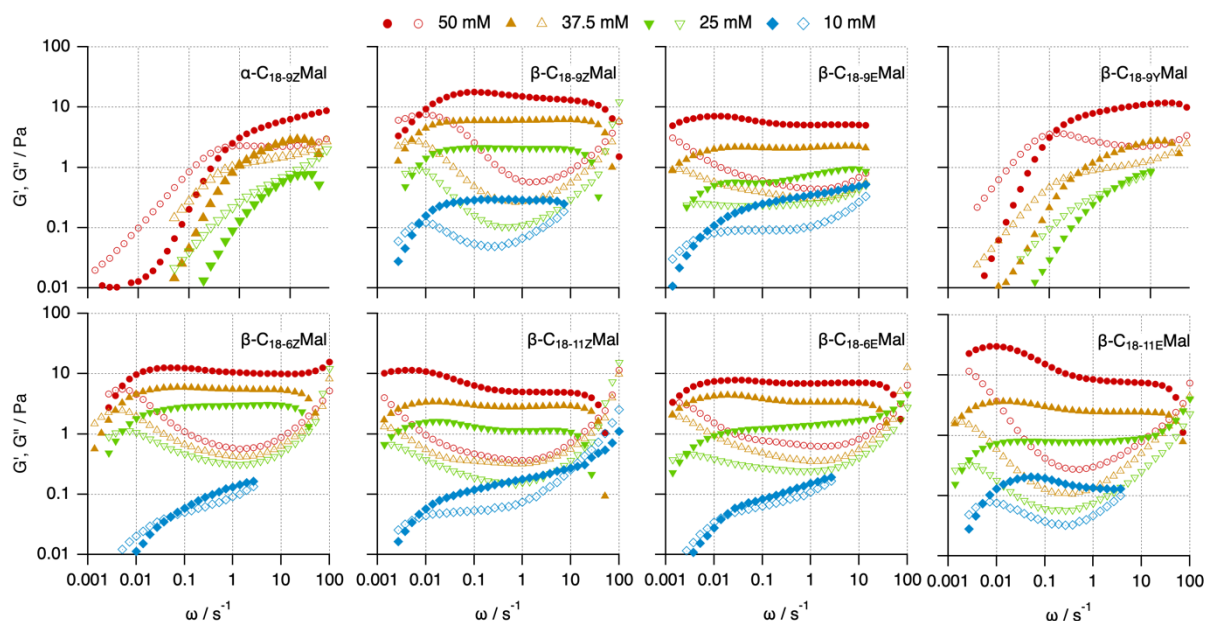 50 mM 37.5 mM 25 mM 10 mM
G', G'' / Pa
100
10
1
0.1
0.01
α-C18-9ZMal
β-C18-9ZMal
β-C18-9EMal
β-C18-9YMal
G', G'' / Pa
100
10
1
0.1
0.01
β-C18-6ZMal
β-C18-11ZMal
β-C18-6EMal
β-C18-11EMal
0.001 0.01 0.1 1 10 100
0.001 0.01 0.1 1 10 100
0.001 0.01 0.1 1 10 100
0.001 0.01 0.1 1 10 100
ω / s-1
ω / s-1
ω / s-1
ω / s-1